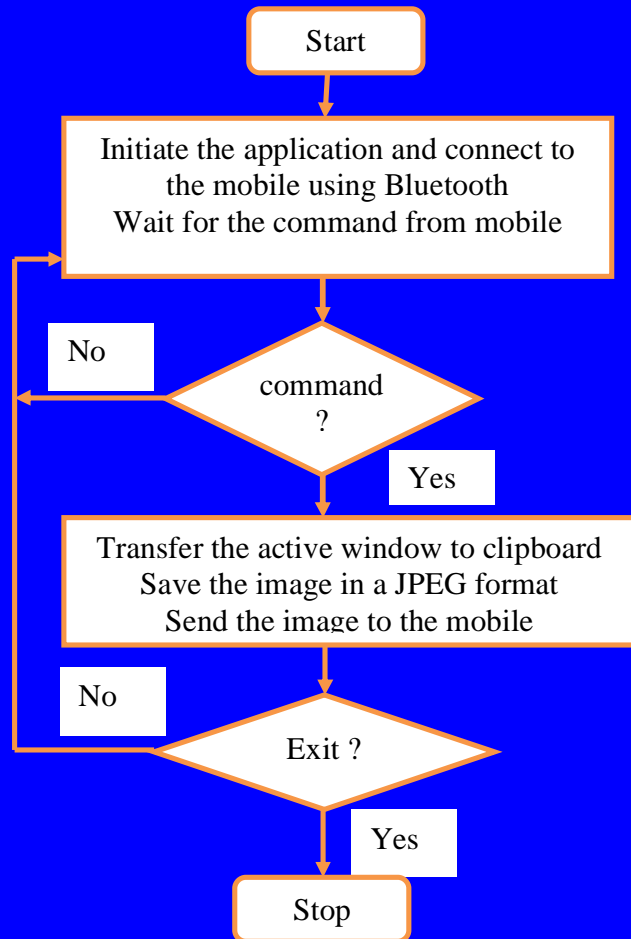 Start
Initiate the application and connect to
the mobile using Bluetooth
Wait for the command from mobile
No
command
?
Yes
Transfer the active window to clipboard
Save the image in a JPEG format
Send the image to the mobile
No
Exit ?
Yes
Stop